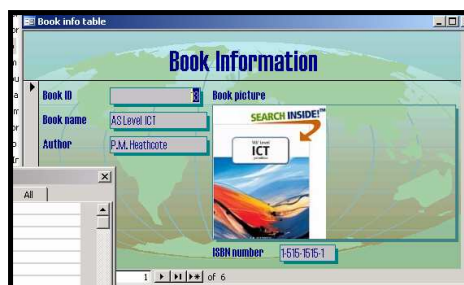 Book info table
Book Information
Book ID
Book picture
Book name
AS Level ICT
Author
P.M. Heathcote
SEARCH INSIDE!™
ICT
ISBN number
1-515-1515-1
All
1
of 6